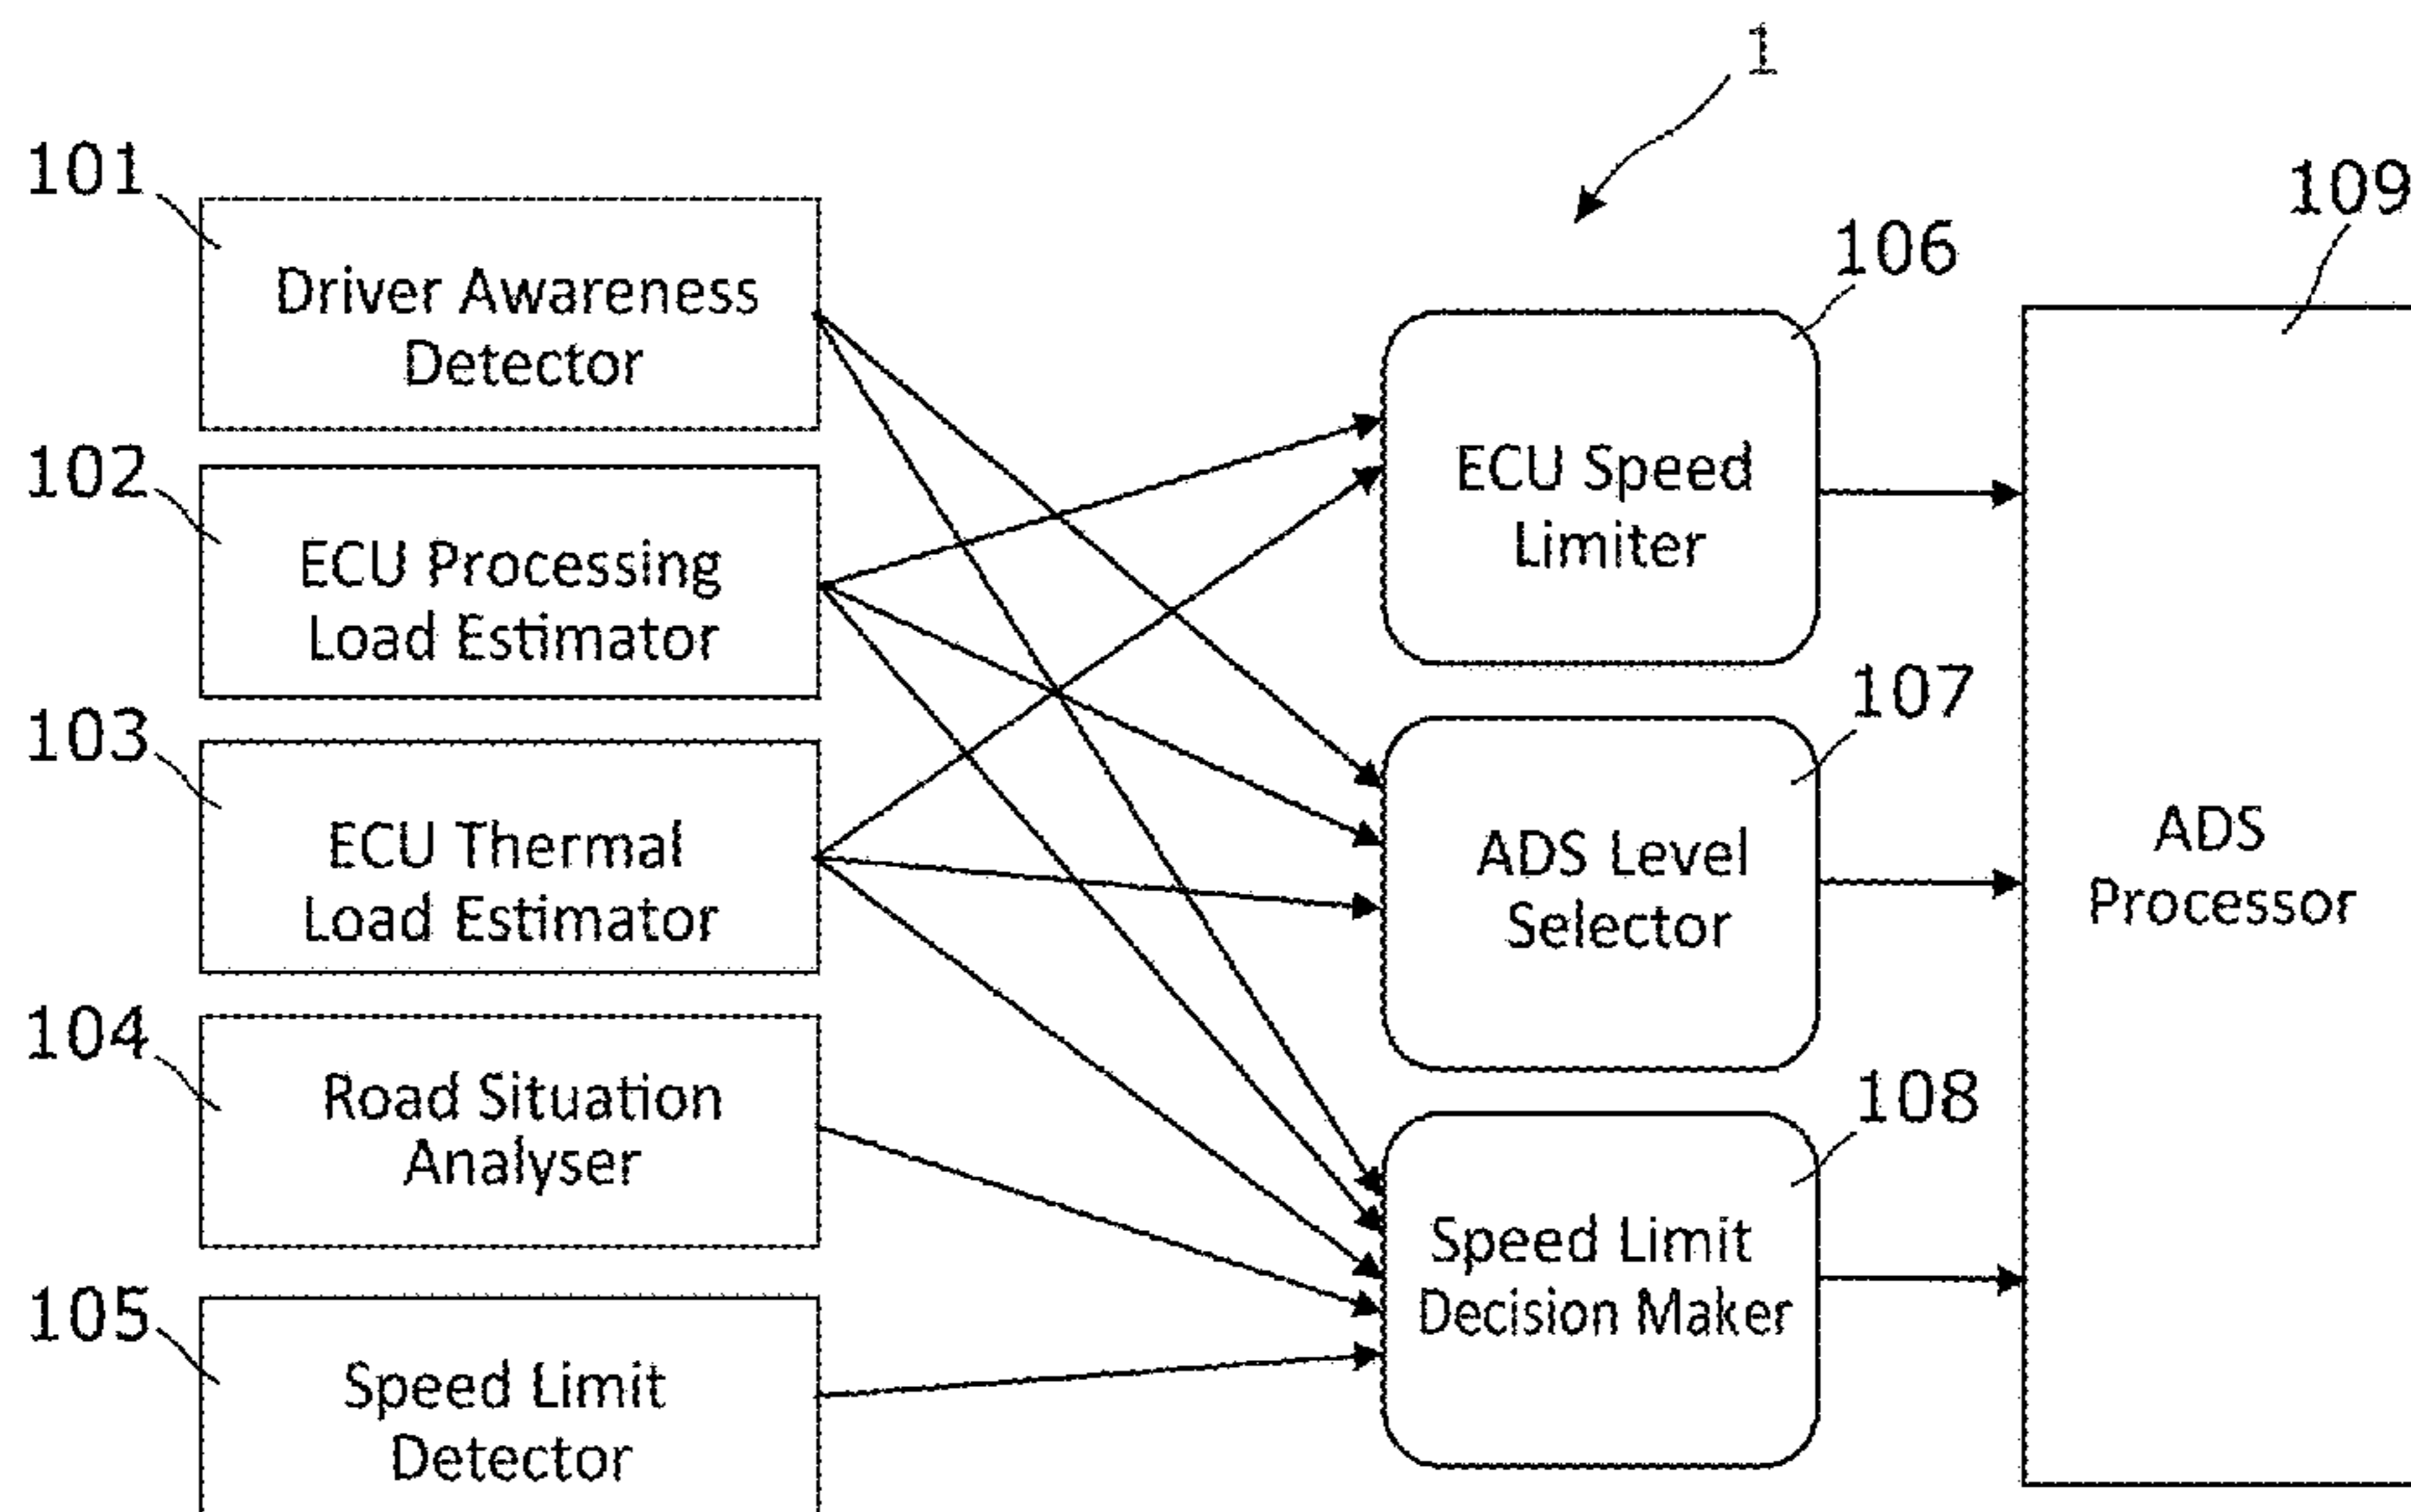 1
101
Driver Awareness
Detector
102
ECU Processing
Load Estimator
103
ECU Thermal
Load Estimator
104
Road Situation
Analyser
105
Speed Limit
Detector
106
ECU Speed
Limiter
107
ADS Level
Selector
108
Speed Limit
Decision Maker
109
ADS
Processor